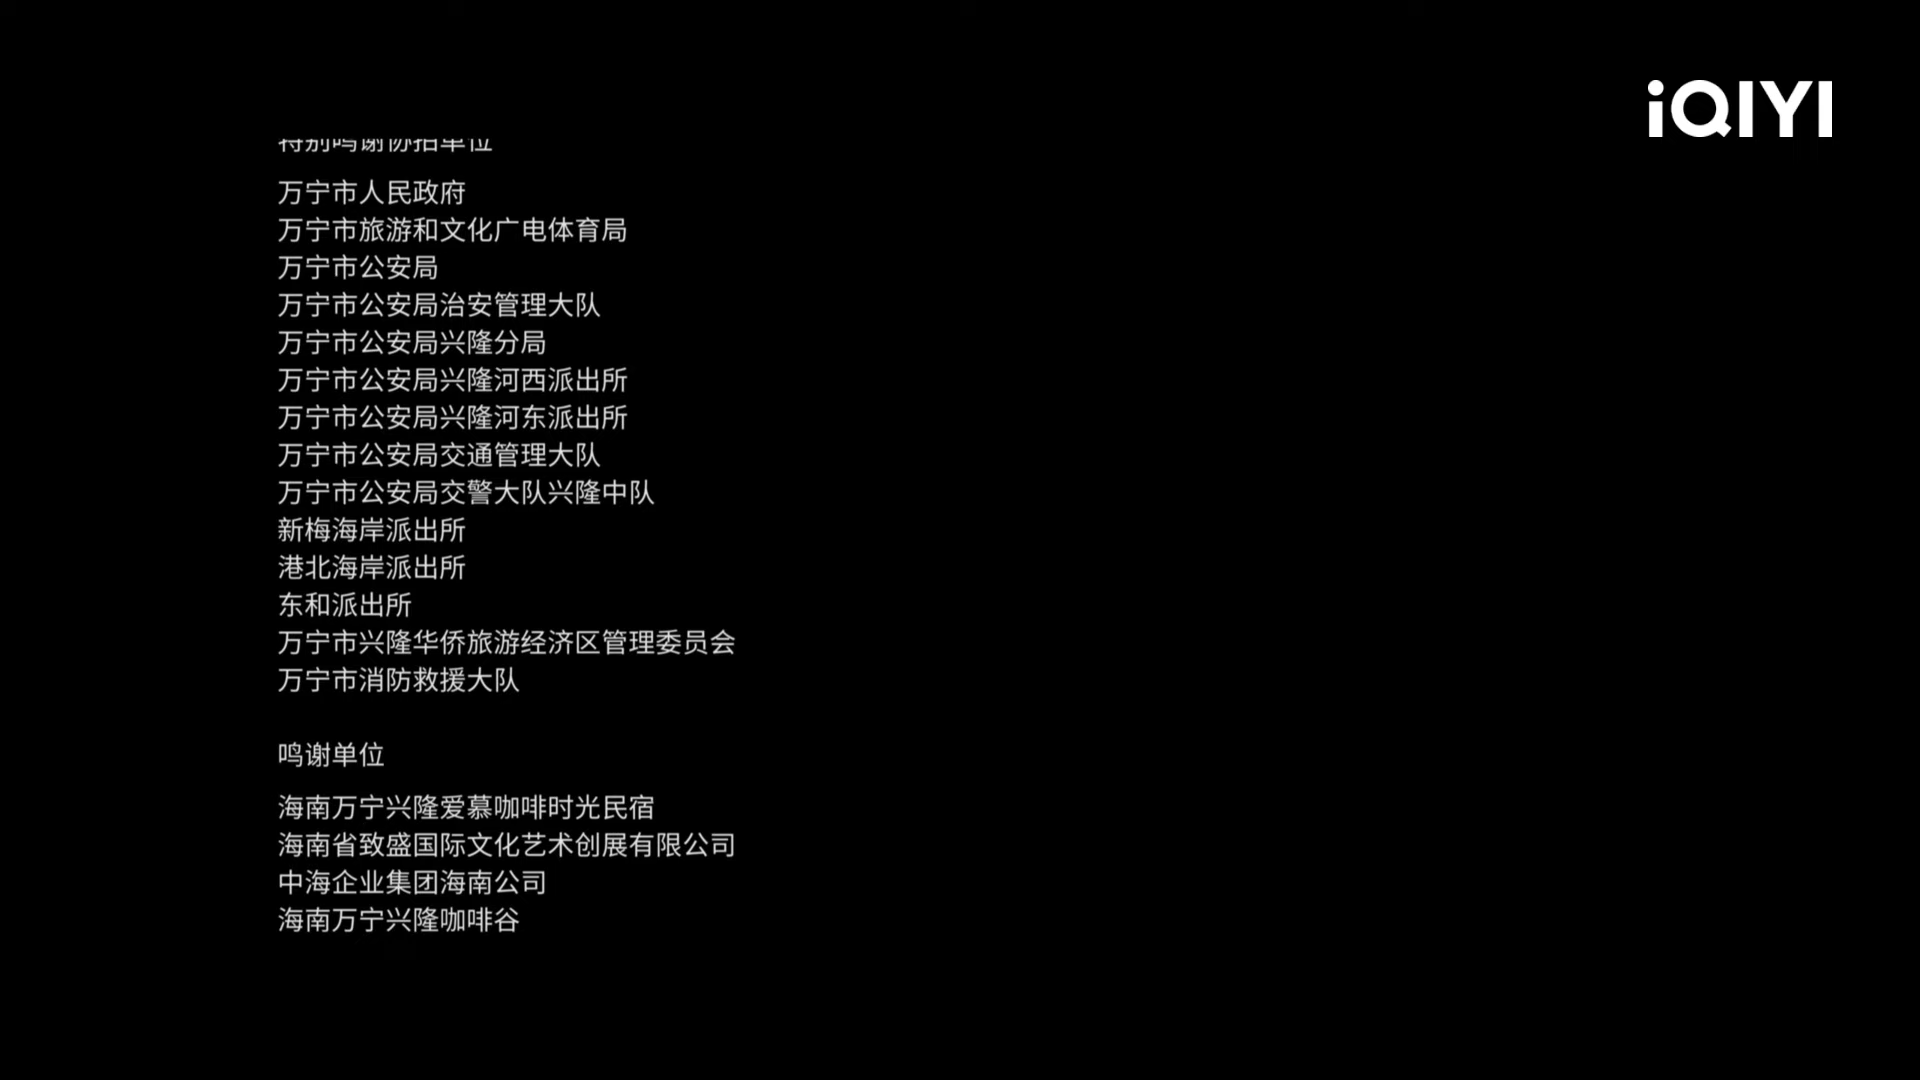 iQIYI
特别鸣谢协拍单位
万宁市人民政府
万宁市旅游和文化广电体育局
万宁市公安局
万宁市公安局治安管理大队
万宁市公安局兴隆分局
万宁市公安局兴隆河西派出所
万宁市公安局兴隆河东派出所
万宁市公安局交通管理大队
万宁市公安局交警大队兴隆中队
新梅海岸派出所
港北海岸派出所
东和派出所
万宁市兴隆华侨旅游经济区管理委员会
万宁市消防救援大队
鸣谢单位
海南万宁兴隆爱慕咖啡时光民宿
海南省致盛国际文化艺术创展有限公司
中海企业集团海南公司
海南万宁兴隆咖啡谷